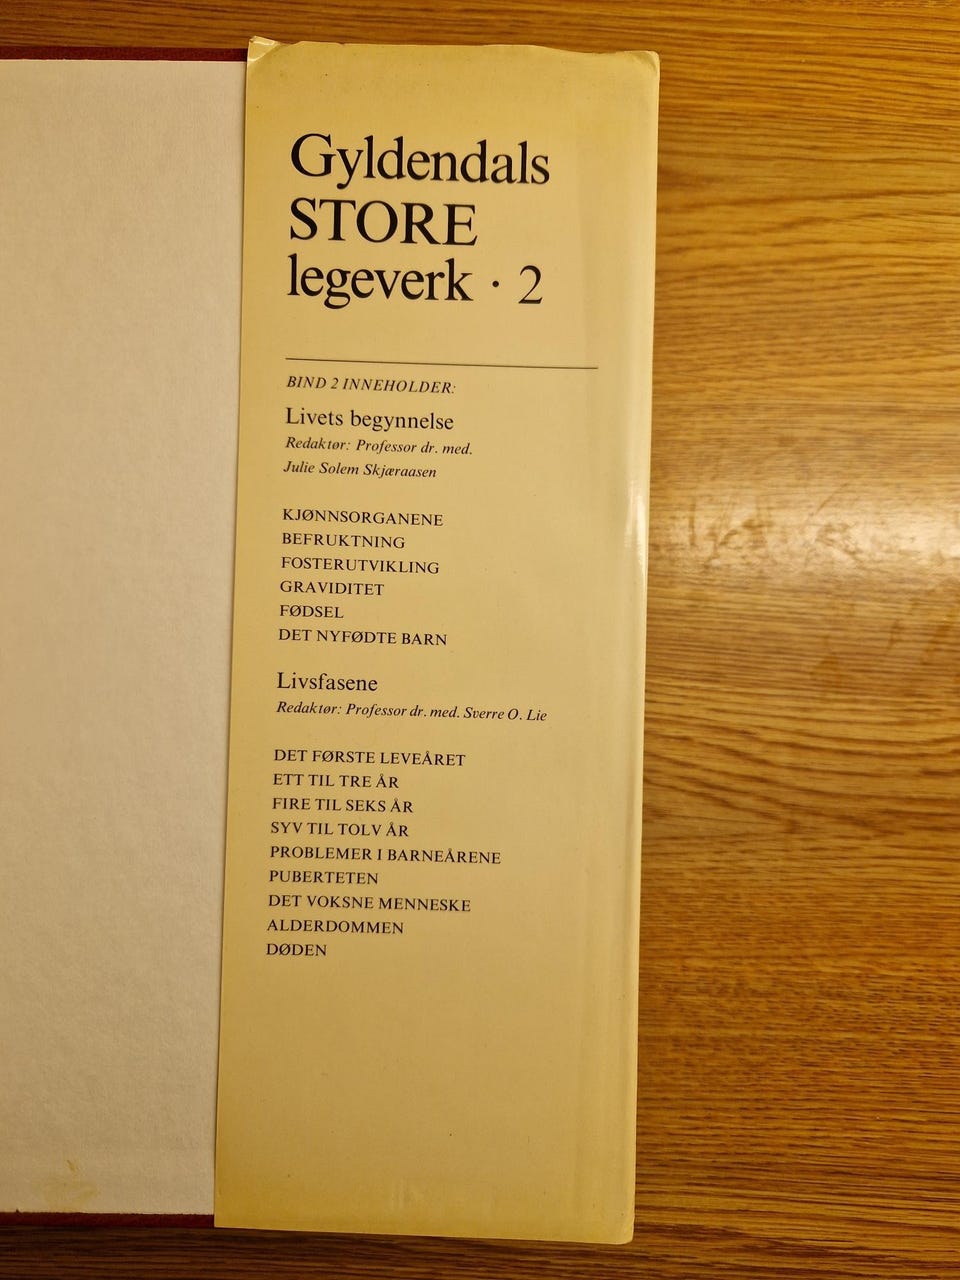 Gyldendals
STORE
legeverk · 2
BIND 2 INNEHOLDER:
Livets begynnelse
Redaktør: Professor dr. med.
Julie Solem Skjæraasen
KJØNNSORGANENE
BEFRUKTNING
FOSTERUTVIKLING
GRAVIDITET
FØDSEL
DET NYFØDTE BARN
Livsfasene
Redaktør: Professor dr. med. Sverre O. Lie
DET FØRSTE LEVEÅRET
ETT TIL TRE ÅR
FIRE TIL SEKS ÅR
SYV TIL TOLV ÅR
PROBLEMER I BARNEÅRENE
PUBERTETEN
DET VOKSNE MENNESKE
ALDERDOMMEN
DØDEN